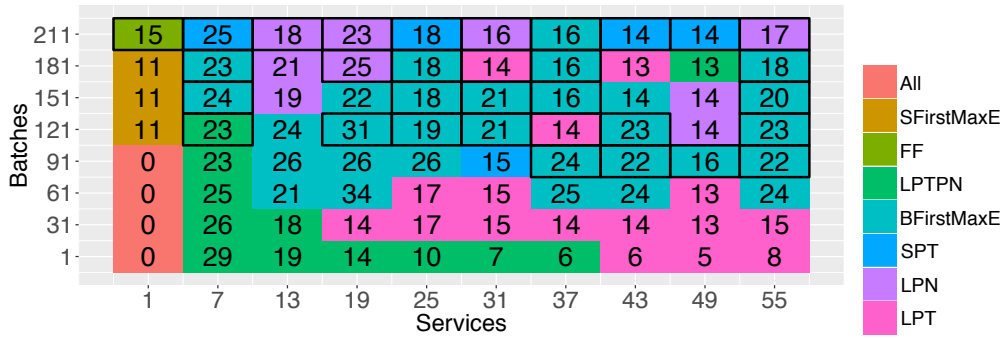 211 15 25 18 23 18 16 16 14 14 17
181 11 23 21 25 18 14 16 13 13 18
151 11 24 19 22 18 21 16 14 14 20
121 11 23 24 31 19 21 14 23 14 23
91 0 23 26 26 26 15 24 22 16 22
61 0 25 21 34 17 15 25 24 13 24
31 0 26 18 14 17 15 14 14 13 15
1 0 29 19 14 10 7 6 6 5 8
1 7 13 19 25 31 37 43 49 55
Services
Batches
All
SFirstMaxE
FF
LPTPN
BFirstMaxE
SPT
LPN
LPT